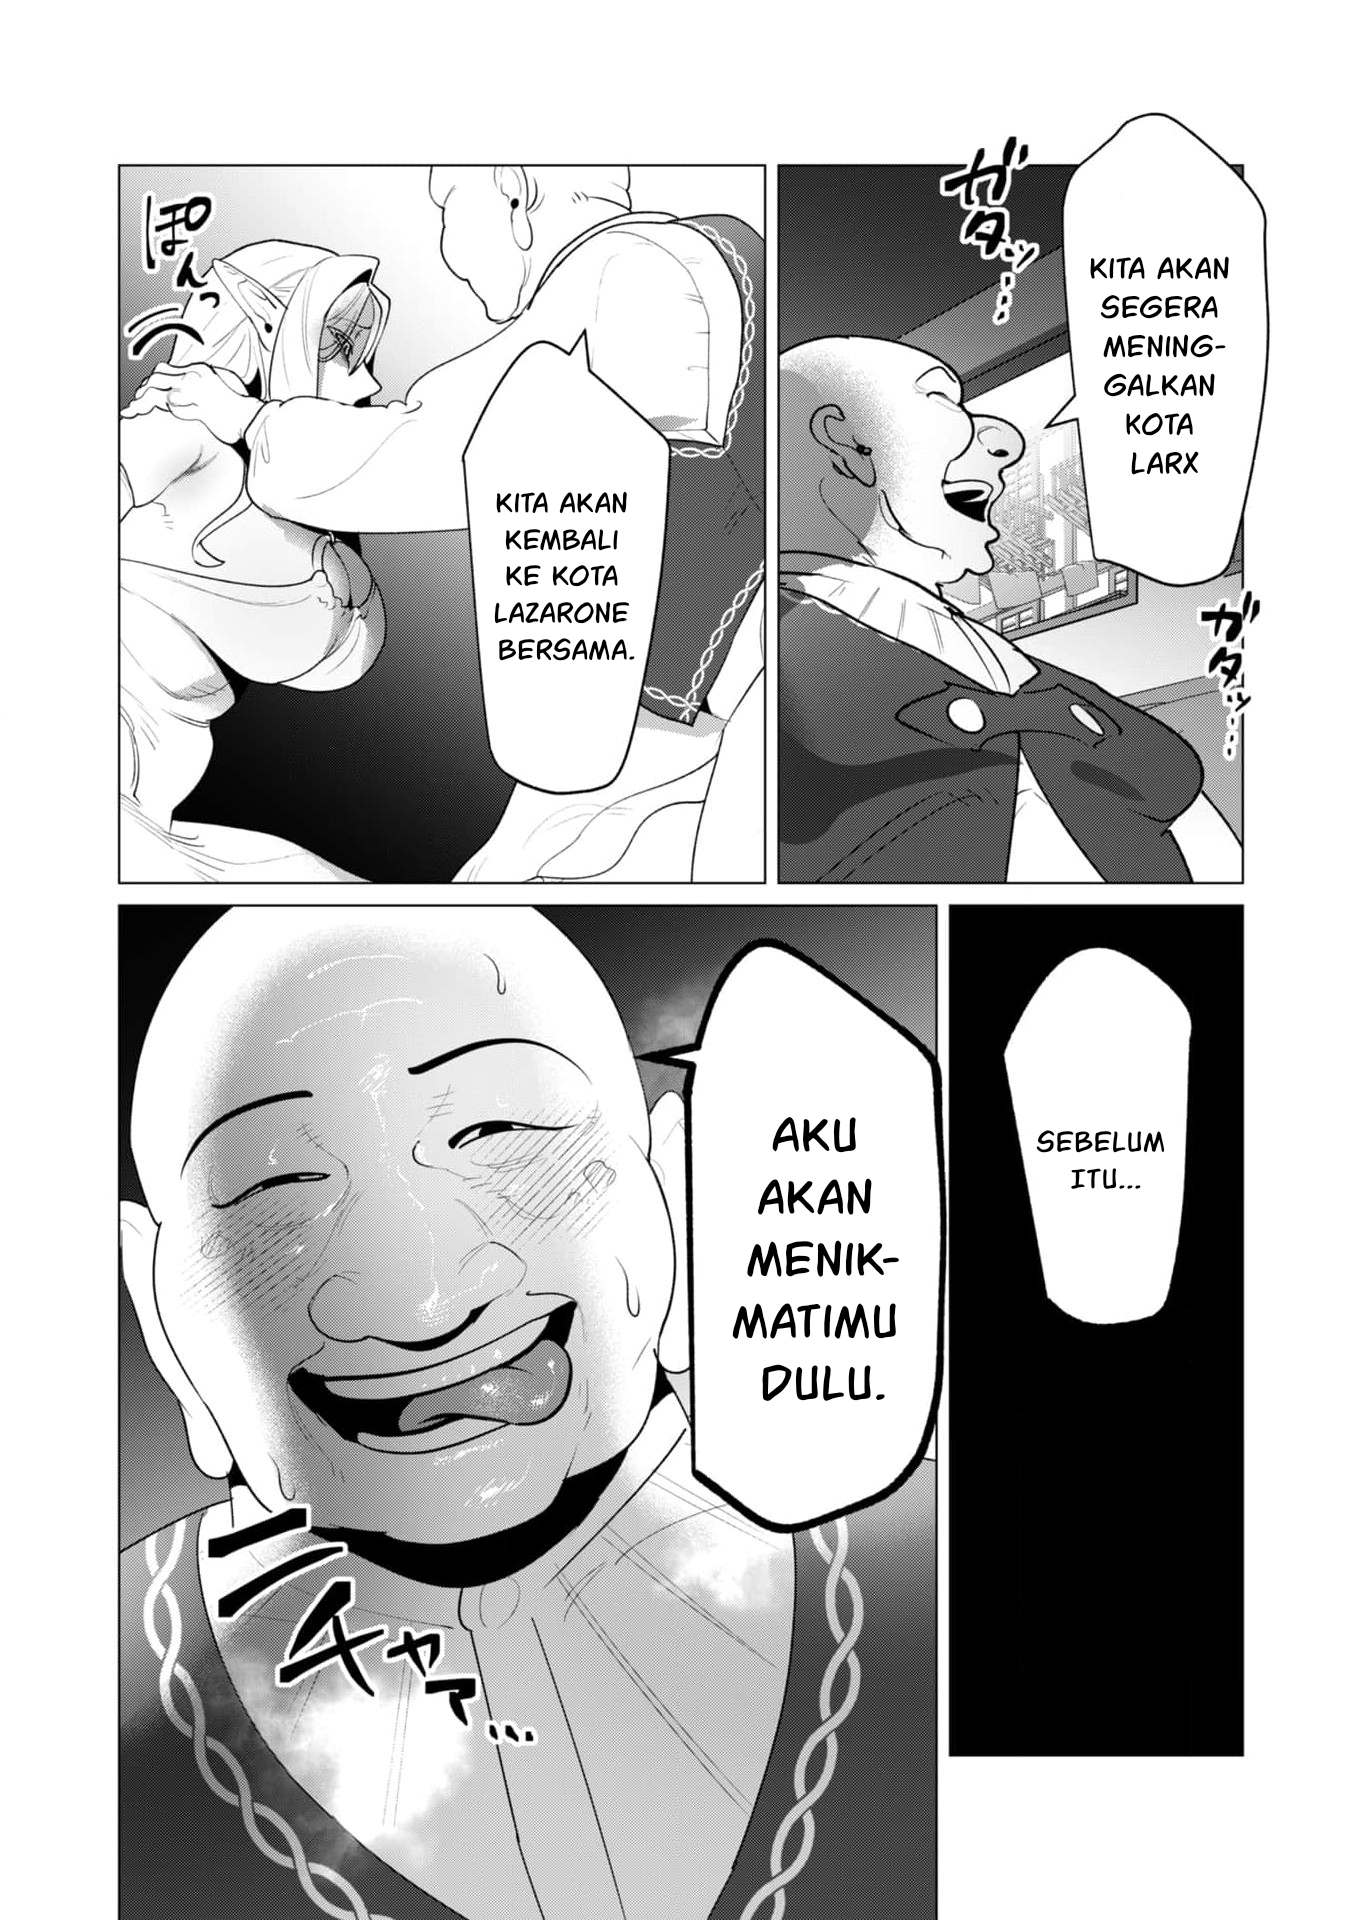 ガタッ…
KITA AKAN
SEGERA
MENING-
GALKAN
KOTA
LARX
ガタッ…
ぽんっ
KITA AKAN
KEMBALI
KE KOTA
LAZARONE
BERSAMA.
SEBELUM
ITU...
AKU
AKAN
MENIK-
MATIMU
DULU.
ニチャァ…